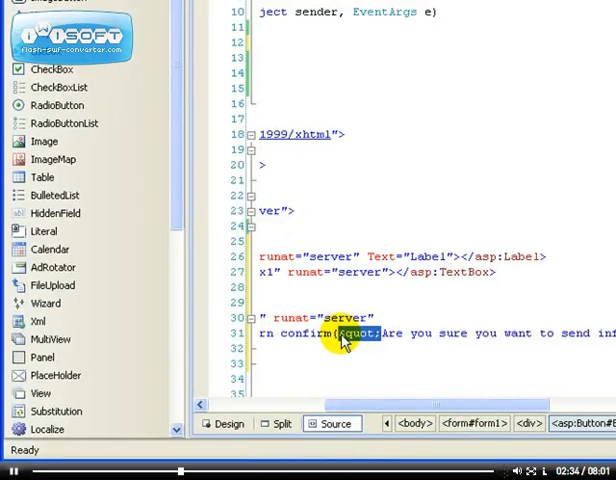 ImageButton
iWiSOFT
flash-swf-converter.com
CheckBox
CheckBoxList
RadioButton
RadioButtonList
Image
ImageMap
Table
BulletedList
HiddenField
Literal
Calendar
AdRotator
FileUpload
Wizard
Xml
MultiView
Panel
PlaceHolder
View
Substitution
Localize
10 ject sender, EventArgs e)
11
12
13
14
15
16
18 1999/xhtml">
19
20 >
21
22
23 ver">
24
25
26 runat="server" Text="Label"></asp:Label>
27 x1" runat="server"></asp:TextBox>
30 " runat="server"
31 rn confirm(&quot;Are you sure you want to send inf
32
33
34
35
Design Split Source <body> <form#form1> <div> <asp:Button#B
Ready
02:34 / 08:01